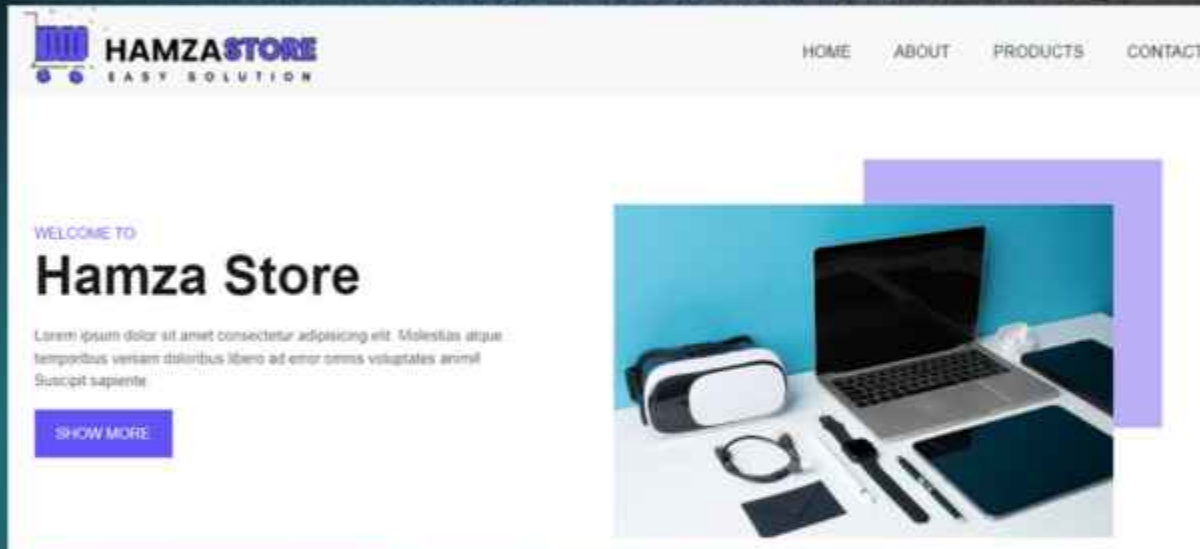 HAMZASTORE
EASY SOLUTION
HOME ABOUT PRODUCTS CONTACT
WELCOME TO
Hamza Store
Lorem ipsum dolor sit amet consectetur adipisicing elit. Molestias atque
temporibus veniam doloribus libero ad error omnis voluptates animi!
Suscipit sapiente.
SHOW MORE